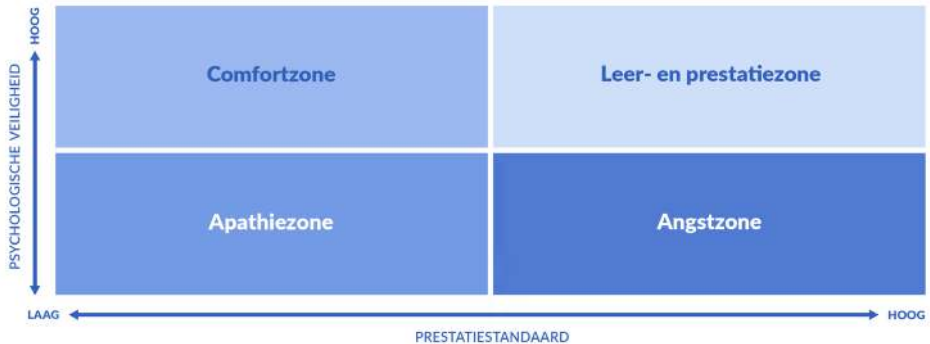 HOOG
PSYCHOLOGISCHE VEILIGHEID
Comfortzone
Leer- en prestatiezone
Apathiezone
Angstzone
LAAG
HOOG
PRESTATIESTANDAARD